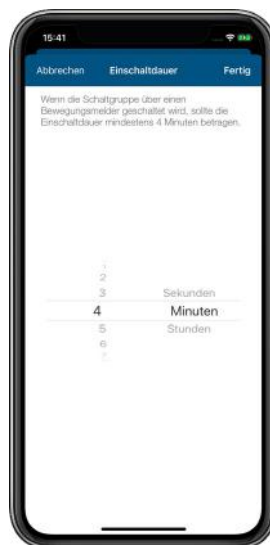 15:41
Abbrechen Einschaltdauer Fertig
Wenn die Schaltgruppe über einen
Bewegungsmelder geschaltet wird, sollte die
Einschaltdauer mindestens 4 Minuten betragen.
2
3 Sekunden
4 Minuten
5 Stunden
6